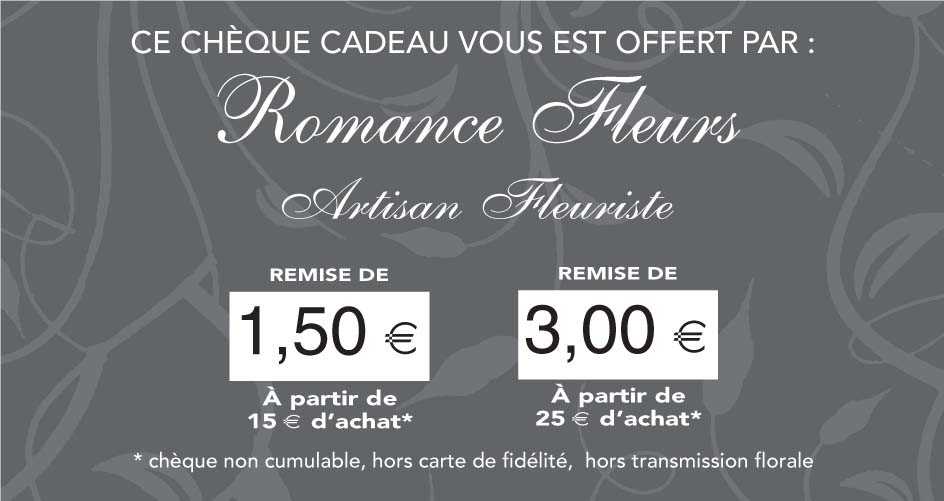 CE CHÈQUE CADEAU VOUS EST OFFERT PAR :
Romance Fleurs
Artisan Fleuriste
REMISE DE
1,50 €
À partir de
15 € d'achat*
REMISE DE
3,00 €
À partir de
25 € d'achat*
* chèque non cumulable, hors carte de fidélité, hors transmission florale